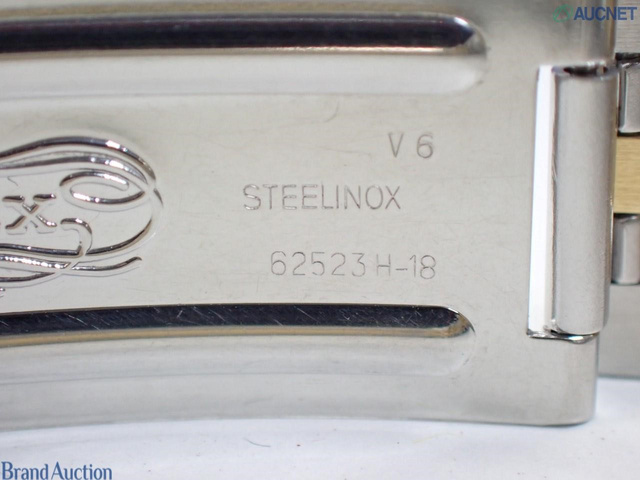 AUCNET
V 6
STEELINOX
62523 H-18
Brand Auction